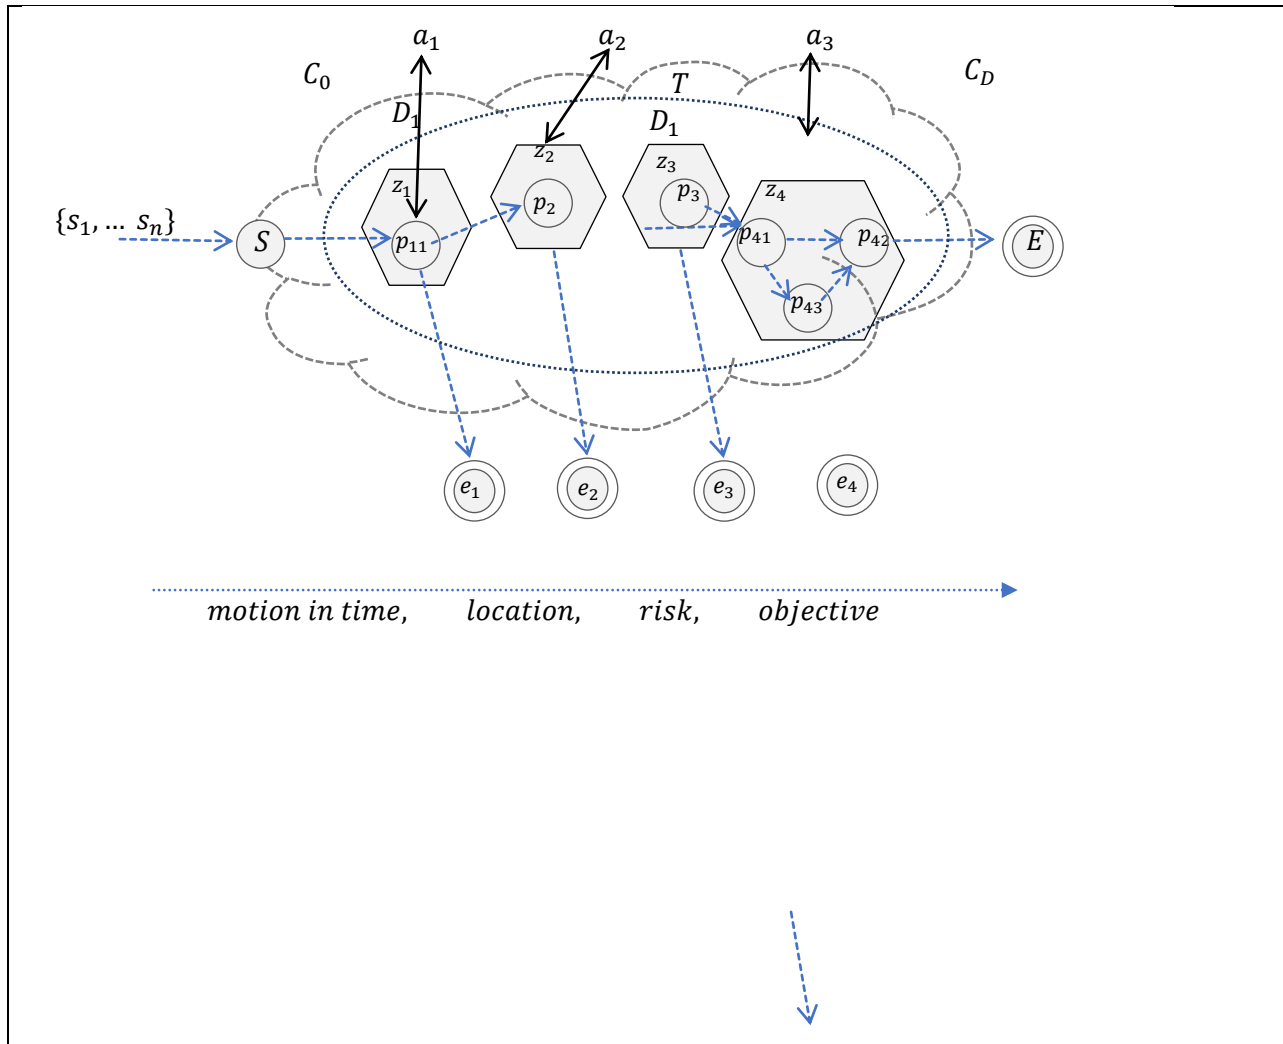 a₁ a₂ a₃
C₀ T C_D
D₁ D₁
z₁ z₂ z₃ z₄
{s₁, … sₙ} S p₁₁ p₂ p₃ p₄₁ p₄₂ E
p₄₃
e₁ e₂ e₃ e₄
motion in time, location, risk, objective